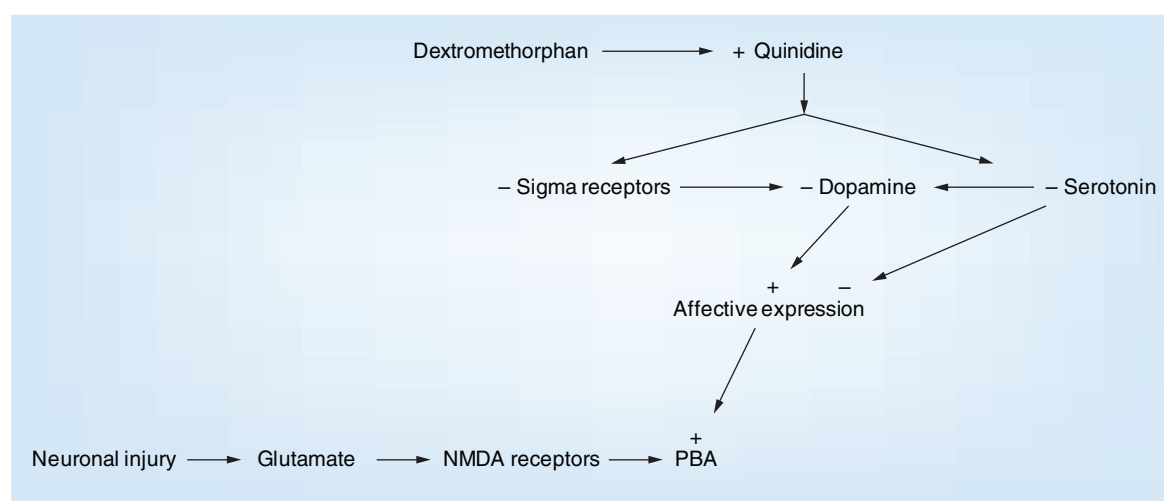 Dextromethorphan + Quinidine
– Sigma receptors – Dopamine – Serotonin
+ –
Affective expression
+
Neuronal injury Glutamate NMDA receptors PBA